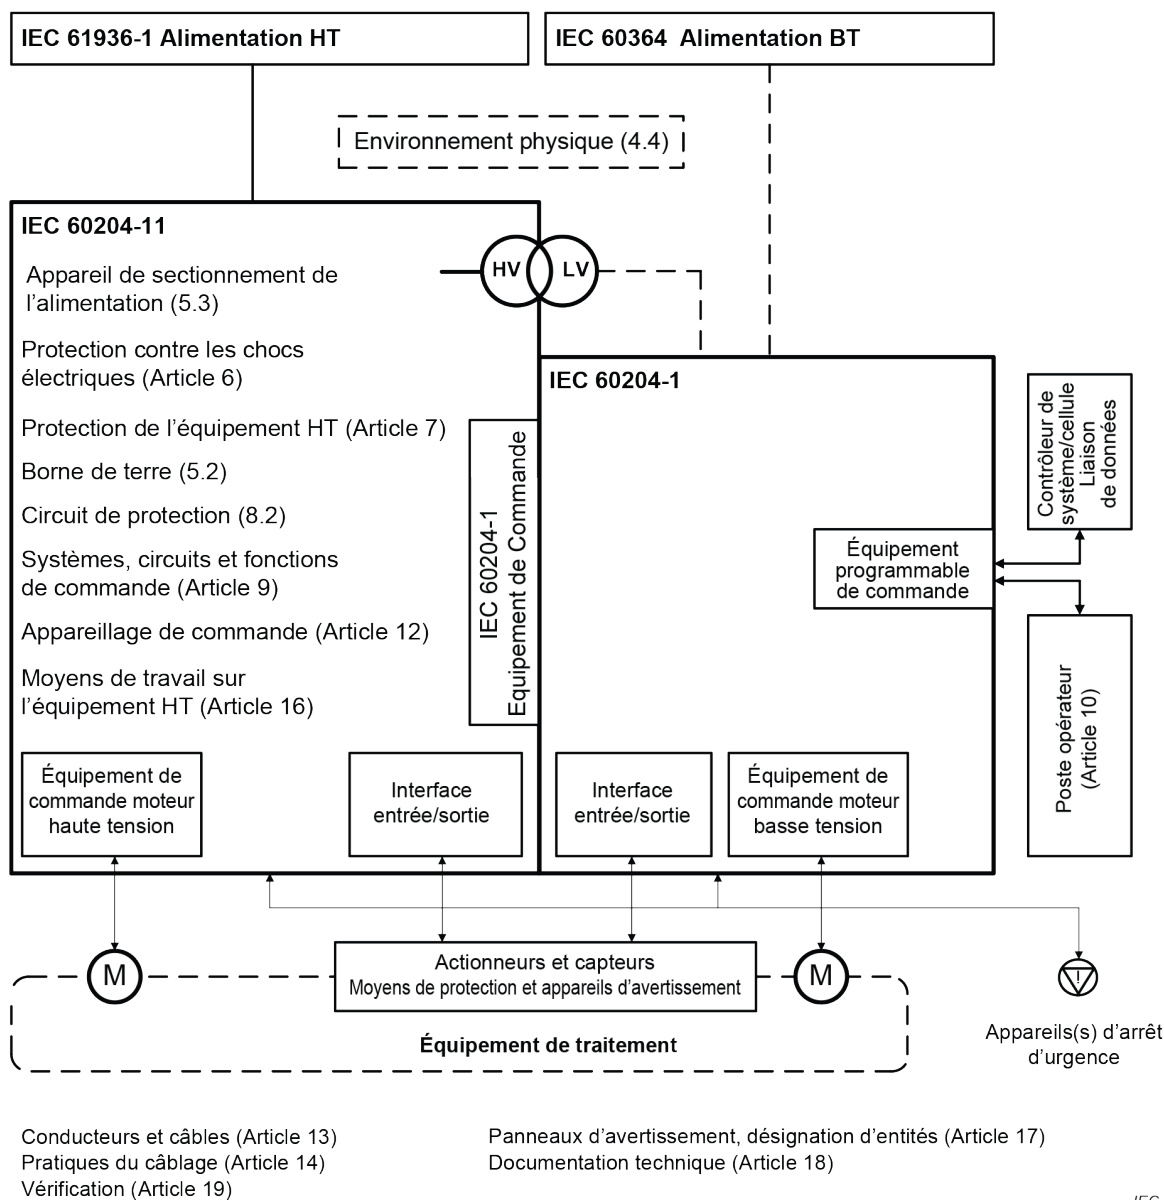 IEC 61936-1 Alimentation HT
IEC 60364 Alimentation BT
Environnement physique (4.4)
IEC 60204-11
HV
LV
Appareil de sectionnement de
l’alimentation (5.3)
Protection contre les chocs
électriques (Article 6)
Protection de l’équipement HT (Article 7)
Borne de terre (5.2)
Circuit de protection (8.2)
Systèmes, circuits et fonctions
de commande (Article 9)
Appareillage de commande (Article 12)
Moyens de travail sur
l’équipement HT (Article 16)
IEC 60204-1
Equipement de Commande
IEC 60204-1
Équipement
programmable
de commande
Contrôleur de
système/cellule
Liaison
de données
Poste opérateur
(Article 10)
Équipement de
commande moteur
haute tension
Interface
entrée/sortie
Interface
entrée/sortie
Équipement de
commande moteur
basse tension
M
Actionneurs et capteurs
Moyens de protection et appareils d’avertissement
M
!
Équipement de traitement
Appareils(s) d’arrêt
d’urgence
Conducteurs et câbles (Article 13)
Pratiques du câblage (Article 14)
Vérification (Article 19)
Panneaux d’avertissement, désignation d’entités (Article 17)
Documentation technique (Article 18)
IEC